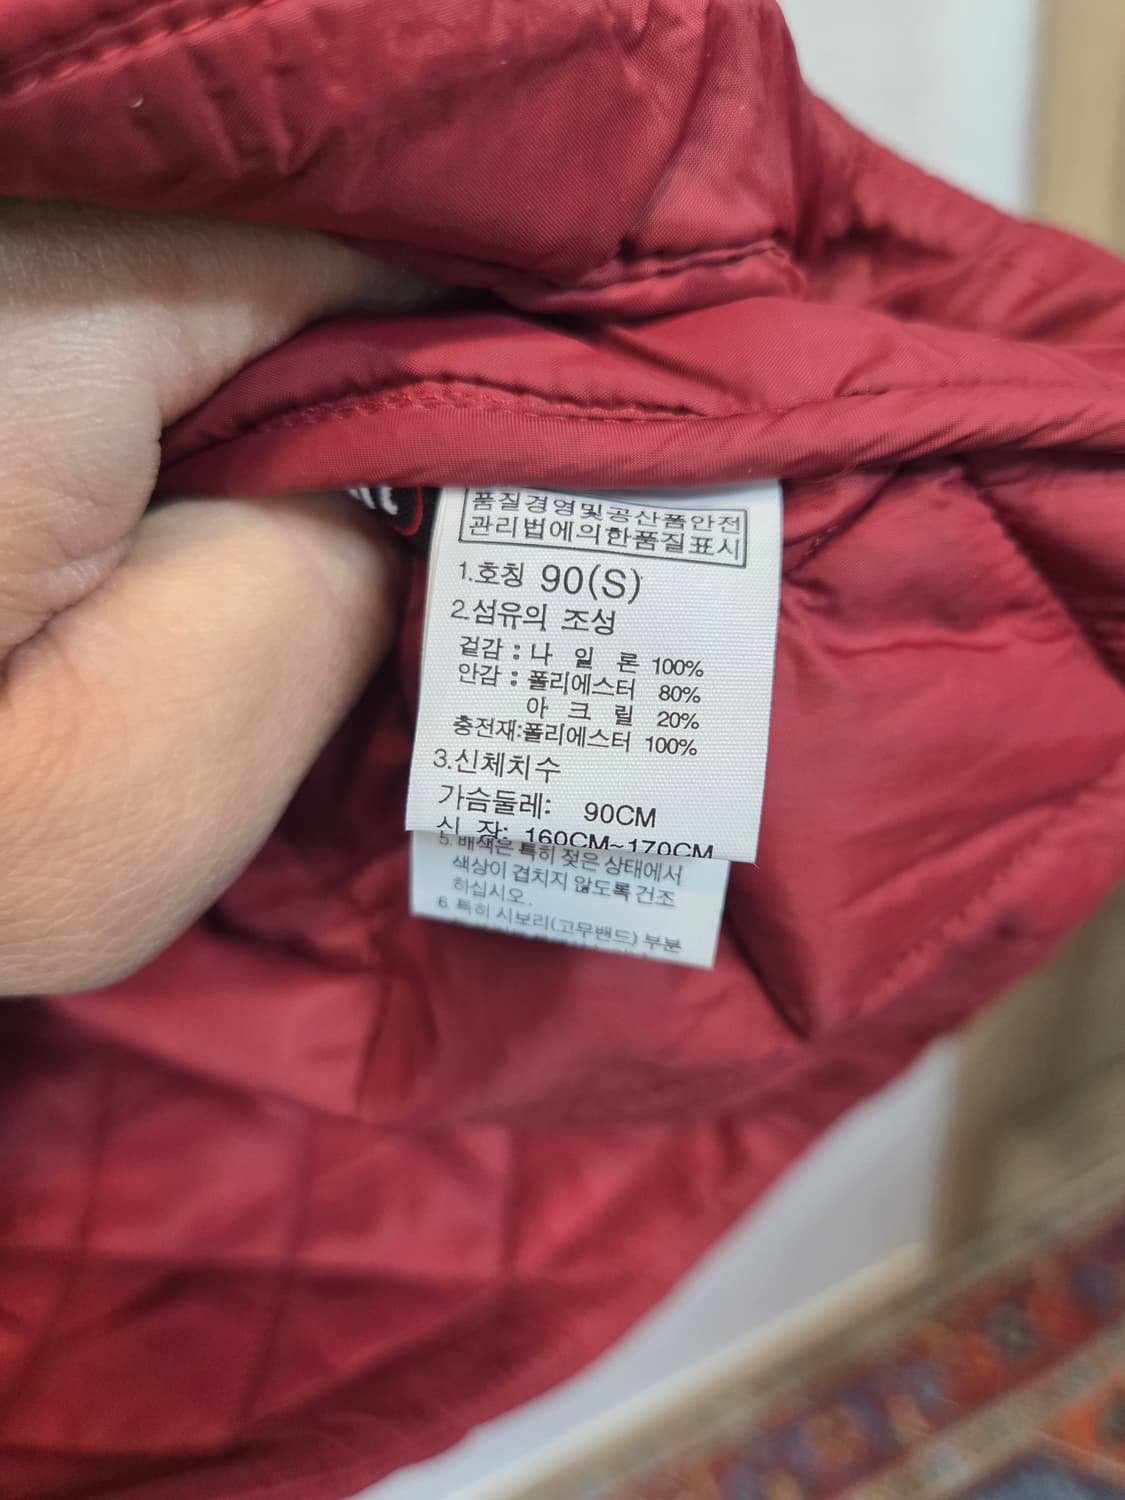 품질경영및공산품안전
관리법에의한품질표시
1.호칭 90(S)
2.섬유의 조성
겉감 : 나 일 론 100%
안감 : 폴리에스터 80%
아 크 릴 20%
충전재:폴리에스터 100%
3.신체치수
가슴둘레: 90CM
신 장: 160CM~170CM
5. 배색은 특히 젖은 상태에서
색상이 겹치지 않도록 건조
하십시오.
6. 특히 시보리(고무밴드) 부분